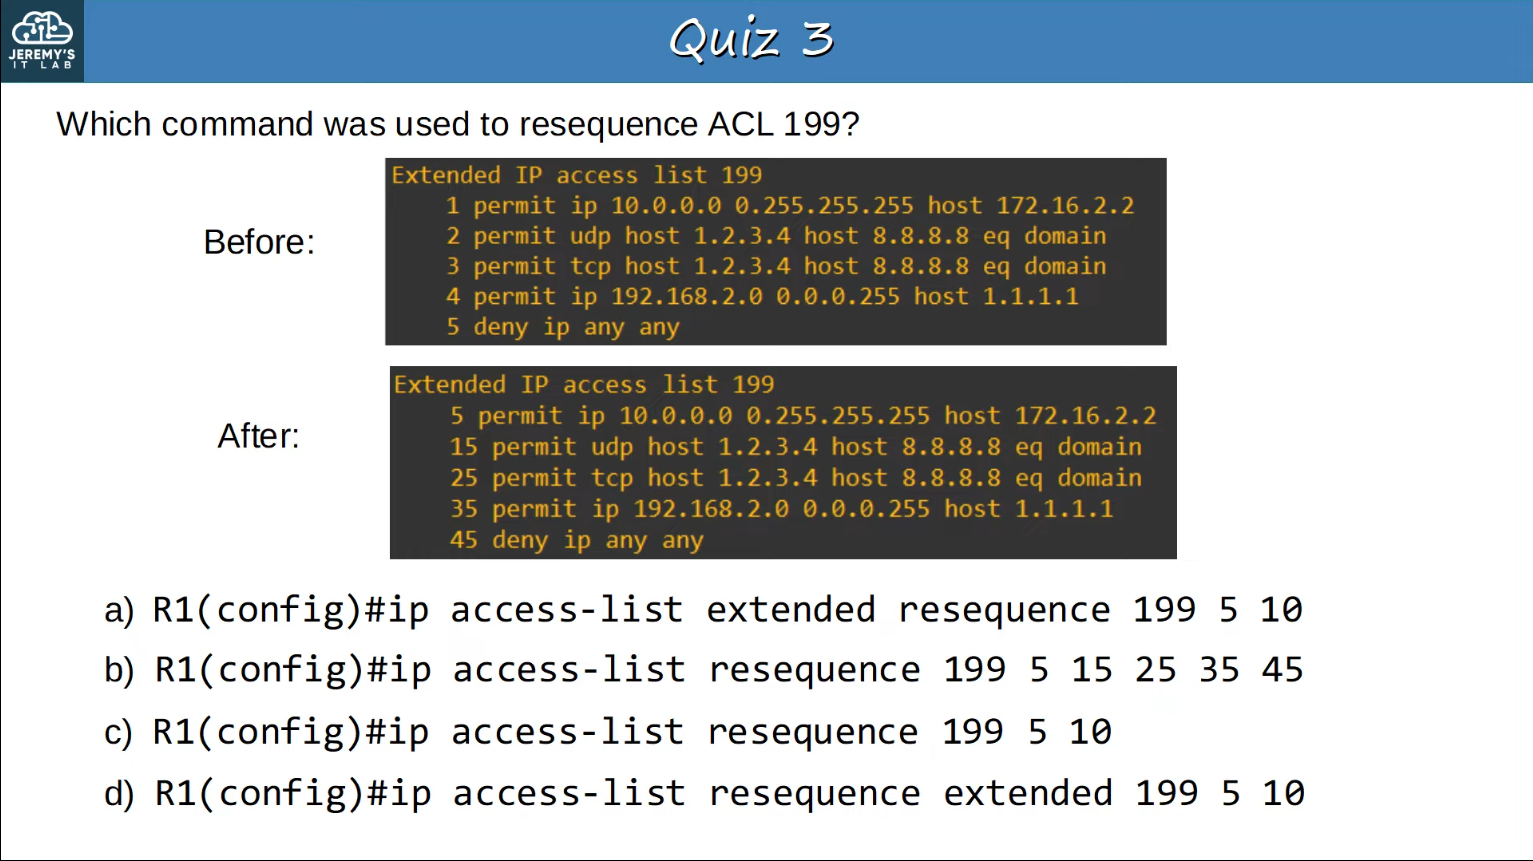 JEREMY'S
IT LAB
Quiz 3
Which command was used to resequence ACL 199?
Before:
Extended IP access list 199
1 permit ip 10.0.0.0 0.255.255.255 host 172.16.2.2
2 permit udp host 1.2.3.4 host 8.8.8.8 eq domain
3 permit tcp host 1.2.3.4 host 8.8.8.8 eq domain
4 permit ip 192.168.2.0 0.0.0.255 host 1.1.1.1
5 deny ip any any
After:
Extended IP access list 199
5 permit ip 10.0.0.0 0.255.255.255 host 172.16.2.2
15 permit udp host 1.2.3.4 host 8.8.8.8 eq domain
25 permit tcp host 1.2.3.4 host 8.8.8.8 eq domain
35 permit ip 192.168.2.0 0.0.0.255 host 1.1.1.1
45 deny ip any any
a) R1(config)#ip access-list extended resequence 199 5 10
b) R1(config)#ip access-list resequence 199 5 15 25 35 45
c) R1(config)#ip access-list resequence 199 5 10
d) R1(config)#ip access-list resequence extended 199 5 10